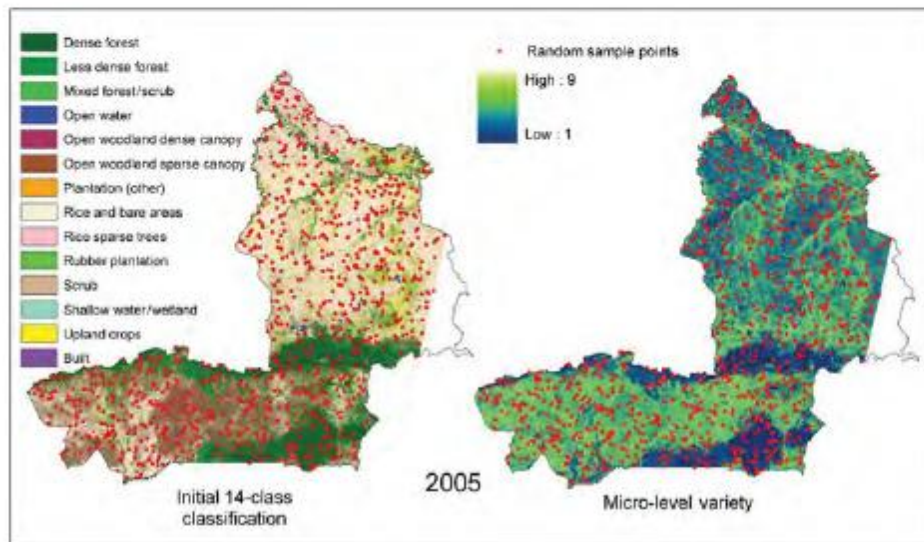 Dense forest
Less dense forest
Mixed forest/scrub
Open water
Open woodland dense canopy
Open woodland sparse canopy
Plantation (other)
Rice and bare areas
Rice sparse trees
Rubber plantation
Scrub
Shallow water/wetland
Upland crops
Built
Random sample points
High : 9
Low : 1
Initial 14-class
classification
2005
Micro-level variety